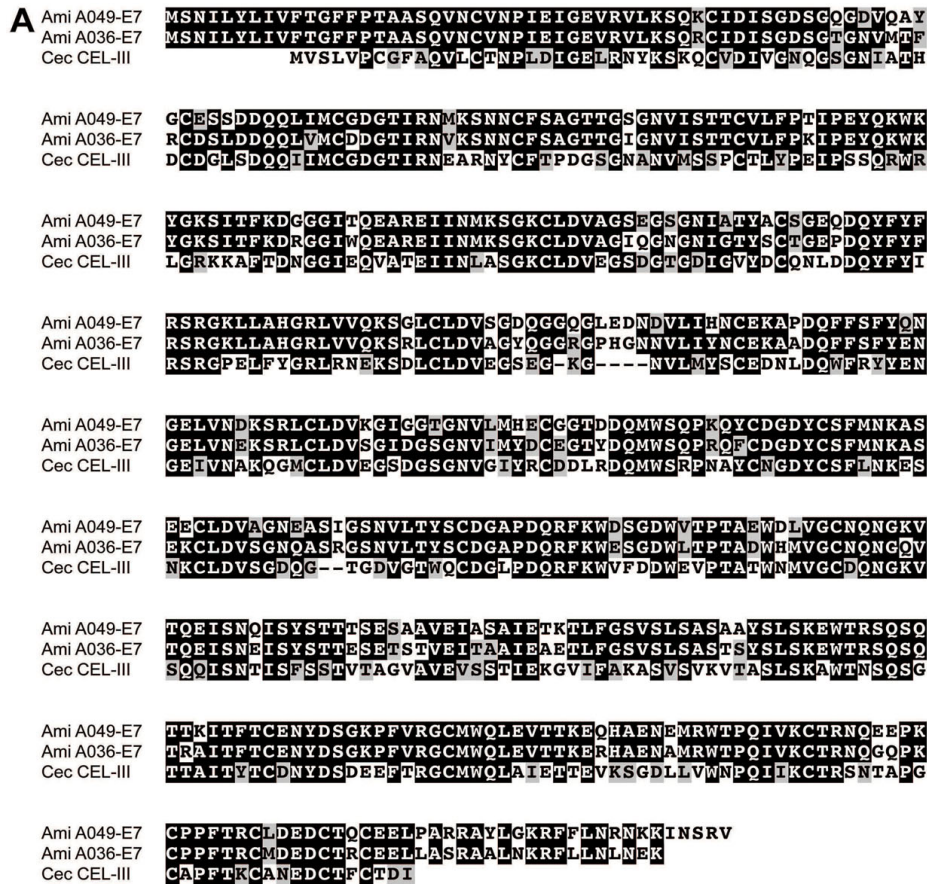 A
Ami A049-E7 MSNILYLIVFTGFFPTAASQVNCVNPIEIGEVRVLKSQKCIDISGDSGQGDVQAY
Ami A036-E7 MSNILYLIVFTGFFPTAASQVNCVNPIEIGEVRVLKSQRCIDISGDSGTGNVMTF
Cec CEL-III MVSLVPCGFAQVLCTNPLDIGELRNYKSKQCVDIVGNQGSGNIATH
Ami A049-E7 GCESSDDQQLIMCGDGTIRNMKSNNCFSAGTTGSGNVISTTCVLFPTIPEYQKWK
Ami A036-E7 RCDSLDDQQLVMCDDGTIRNVKSNNCFSAGTTGIGNVISTTCVLFPKIPEYQKWK
Cec CEL-III DCDGLSDQQIIMCGDGTIRNEARNYCFTPDGSGNANVMSSPCTLYPEIPSSQRWR
Ami A049-E7 YGKSITFKDGGGITQEAREIINMKSGKCLDVAGSEGSGNIATYACSGEQDQYFYF
Ami A036-E7 YGKSITFKDRGGIWQEAREIINMKSGKCLDVAGIQGNGNIGTYSCTGEPDQYFYF
Cec CEL-III LGRKKAFTDNGGIEQVATEIINLASGKCLDVEGSDGTGDIGVYDCQNLDDQYFYI
Ami A049-E7 RSRGKLLAHGRLVVQKSGLCLDVSGDQGGQGLEDNDVLIHNCEKAPDQFFSFYQN
Ami A036-E7 RSRGKLLAHGRLVVQKSRLCLDVAGYQGGRGPHGNNVLIYNCEKAADQFFSFYEN
Cec CEL-III RSRGPELFYGRLRNEKSDLCLDVEGSEG-KG----NVLMYSCEDNLDQWFRYYEN
Ami A049-E7 GELVNDKSRLCLDVKGIGGTGNVLMHECGGTDDQMWSQPKQYCDGDYCSFMNKAS
Ami A036-E7 GELVNEKSRLCLDVSGIDGSGNVIMYDCEGTYDQMWSQPRQFCDGDYCSFMNKAS
Cec CEL-III GEIVNAKQGMCLDVEGSDGSGNVGIYRCDDLRDQMWSRPNAYCNGDYCSFLNKES
Ami A049-E7 EECLDVAGNEASIGSNVLTYSCDGAPDQRFKWDSGDWVTPTAEWDLVGCNQNGKV
Ami A036-E7 EKCLDVSGNQASRGSNVLTYSCDGAPDQRFKWESGDWLTPTADWHMVGCNQNGQV
Cec CEL-III NKCLDVSGDQG--TGDVGTWQCDGLPDQRFKWVFDDWEVPTATWNMVGCDQNGKV
Ami A049-E7 TQEISNQISYSTTTSESAAVEIASAIETKTLFGSVSLSASAAYSLSKEWTRSQSQ
Ami A036-E7 TQEISNEISYSTTESETSTVEITAAIEAETLFGSVSLSASTSYSLSKEWTRSQSQ
Cec CEL-III SQQISNTISFSSTVTAGVAVEVSSTIEKGVIFAKASVSVKVTASLSKAWTNSQSG
Ami A049-E7 TTKITFTCENYDSGKPFVRGCMWQLEVTTKEQHAENEMRWTPQIVKCTRNQEEPK
Ami A036-E7 TRAITFTCENYDSGKPFVRGCMWQLEVTTKERHAENAMRWTPQIVKCTRNQGQPK
Cec CEL-III TTAITYTCDNYDSDEEFTRGCMWQLAIETTEVKSGDLLVWNPQIIKCTRSNTAPG
Ami A049-E7 CPPFTRCLDEDCTQCEELPARRAYLGKRFFLNRNKKINSRV
Ami A036-E7 CPPFTRCMDEDCTRCEELLASRAALNKRFLLNLNEK
Cec CEL-III CAPFTKCANEDCTFCTDI